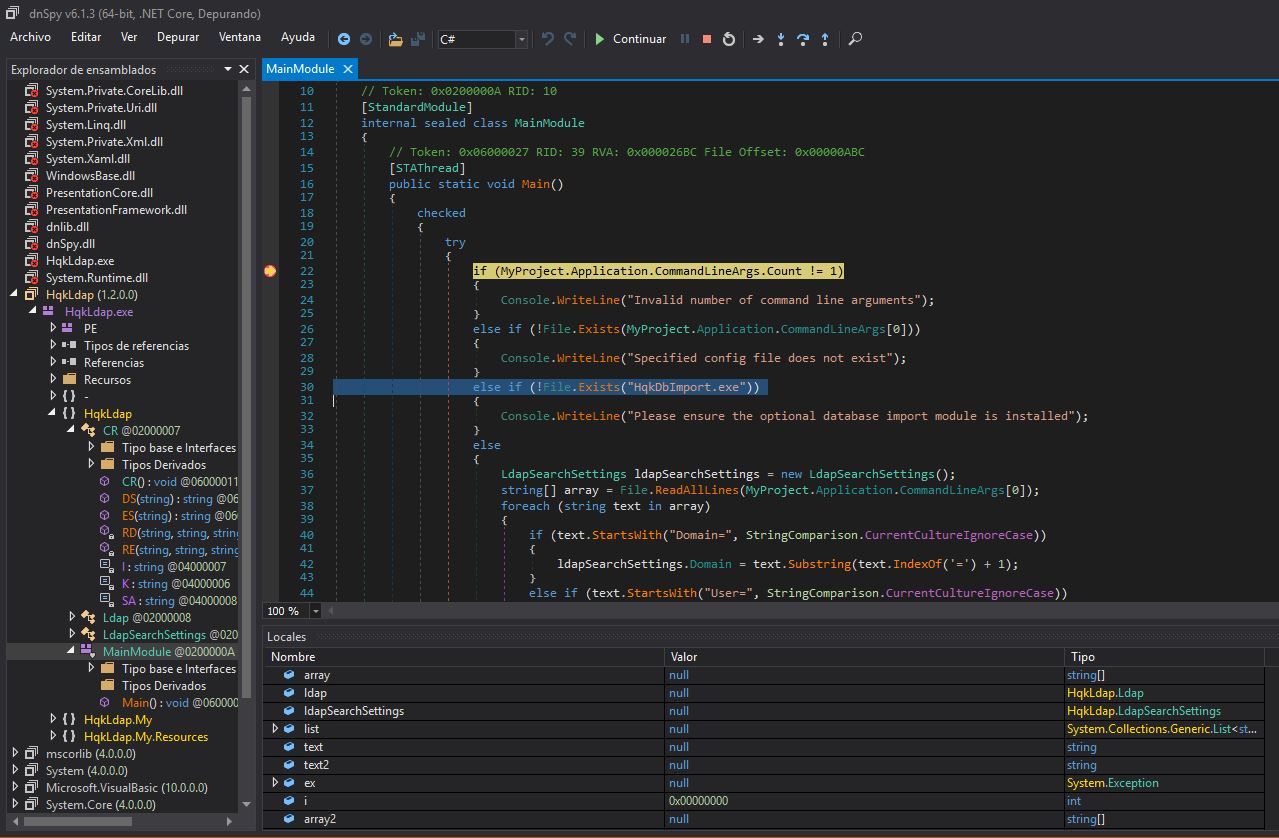 dnSpy v6.1.3 (64-bit, .NET Core, Depurando)
Archivo Editar Ver Depurar Ventana Ayuda C# Continuar
Explorador de ensamblados
System.Private.CoreLib.dll
System.Private.Uri.dll
System.Linq.dll
System.Private.Xml.dll
System.Xaml.dll
WindowsBase.dll
PresentationCore.dll
PresentationFramework.dll
dnlib.dll
dnSpy.dll
HqkLdap.exe
System.Runtime.dll
HqkLdap (1.2.0.0)
HqkLdap.exe
PE
Tipos de referencias
Referencias
Recursos
{ } -
{ } HqkLdap
CR @02000007
Tipo base e Interfaces
Tipos Derivados
CR() : void @06000011
DS(string) : string @06
ES(string) : string @060
RD(string, string, string
RE(string, string, string
I : string @04000007
K : string @04000006
SA : string @04000008
Ldap @02000008
LdapSearchSettings @020
MainModule @0200000A
Tipo base e Interfaces
Tipos Derivados
Main() : void @060000
{ } HqkLdap.My
{ } HqkLdap.My.Resources
mscorlib (4.0.0.0)
System (4.0.0.0)
Microsoft.VisualBasic (10.0.0.0)
System.Core (4.0.0.0)
MainModule
10 // Token: 0x0200000A RID: 10
11 [StandardModule]
12 internal sealed class MainModule
13 {
14 // Token: 0x06000027 RID: 39 RVA: 0x000026BC File Offset: 0x00000ABC
15 [STAThread]
16 public static void Main()
17 {
18 checked
19 {
20 try
21 {
22 if (MyProject.Application.CommandLineArgs.Count != 1)
23 {
24 Console.WriteLine("Invalid number of command line arguments");
25 }
26 else if (!File.Exists(MyProject.Application.CommandLineArgs[0]))
27 {
28 Console.WriteLine("Specified config file does not exist");
29 }
30 else if (!File.Exists("HqkDbImport.exe"))
31 {
32 Console.WriteLine("Please ensure the optional database import module is installed");
33 }
34 else
35 {
36 LdapSearchSettings ldapSearchSettings = new LdapSearchSettings();
37 string[] array = File.ReadAllLines(MyProject.Application.CommandLineArgs[0]);
38 foreach (string text in array)
39 {
40 if (text.StartsWith("Domain=", StringComparison.CurrentCultureIgnoreCase))
41 {
42 ldapSearchSettings.Domain = text.Substring(text.IndexOf('=') + 1);
43 }
44 else if (text.StartsWith("User=", StringComparison.CurrentCultureIgnoreCase))
100 %
Locales
Nombre Valor Tipo
array null string[]
ldap null HqkLdap.Ldap
ldapSearchSettings null HqkLdap.LdapSearchSettings
list null System.Collections.Generic.List<st...
text null string
text2 null string
ex null System.Exception
i 0x00000000 int
array2 null string[]